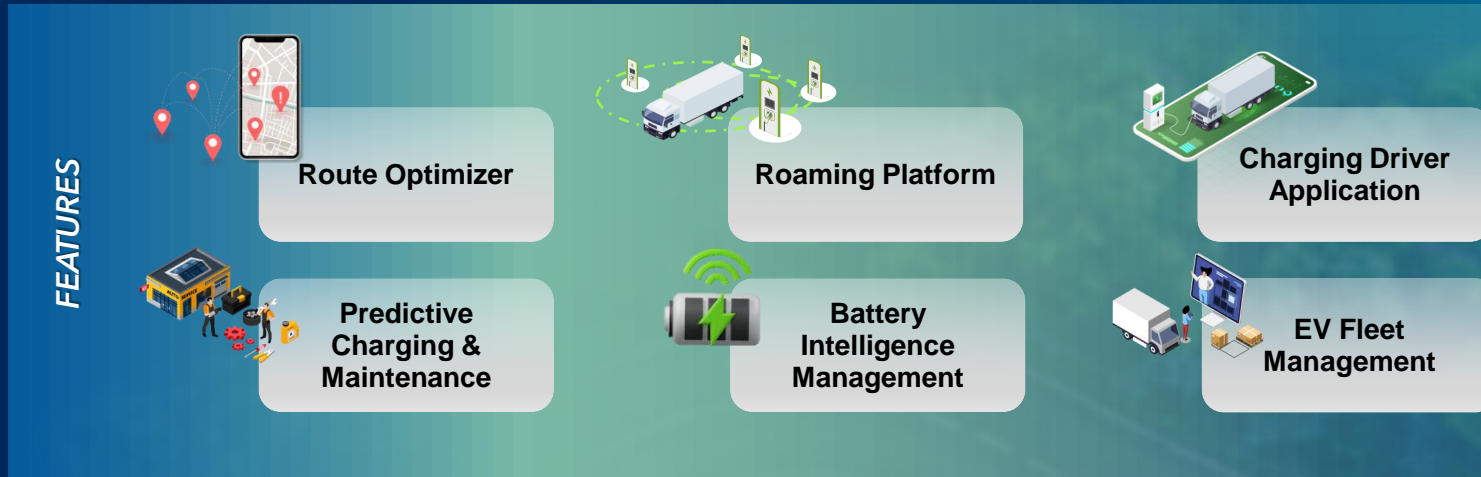 FEATURES
Route Optimizer
Roaming Platform
Charging Driver
Application
Predictive
Charging &
Maintenance
Battery
Intelligence
Management
EV Fleet
Management